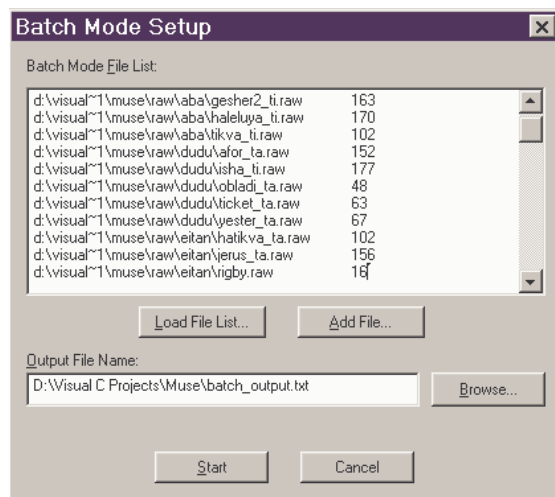 Batch Mode Setup
Batch Mode File List:
d:\visual~1\muse\raw\aba\gesher2_ti.raw 163
d:\visual~1\muse\raw\aba\haleluya_ti.raw 170
d:\visual~1\muse\raw\aba\tikva_ti.raw 102
d:\visual~1\muse\raw\dudu\afor_ta.raw 152
d:\visual~1\muse\raw\dudu\isha_ti.raw 177
d:\visual~1\muse\raw\dudu\obladi_ta.raw 48
d:\visual~1\muse\raw\dudu\ticket_ta.raw 63
d:\visual~1\muse\raw\dudu\yester_ta.raw 67
d:\visual~1\muse\raw\eitan\hatikva_ta.raw 102
d:\visual~1\muse\raw\eitan\jerus_ta.raw 156
d:\visual~1\muse\raw\eitan\rigby.raw 16
Load File List... Add File...
Output File Name:
D:\Visual C Projects\Muse\batch_output.txt Browse...
Start Cancel